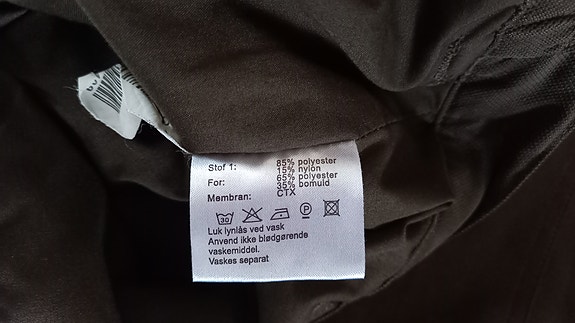 Stof 1: 85% polyester
15% nylon
For: 65% polyester
35% bomuld
Membran: CTX
30 P
Luk lynlås ved vask
Anvend ikke blødgørende
vaskemiddel.
Vaskes separat